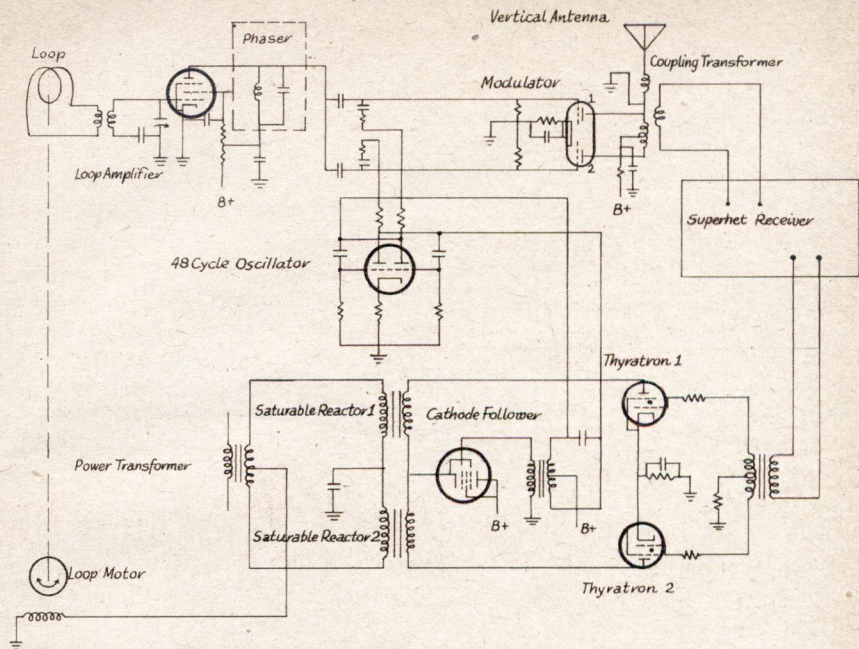 Vertical Antenna
Loop
Phaser
Coupling Transformer
Modulator
1
Loop Amplifier
2
B+
B+
Superhet Receiver
48 Cycle Oscillator
Thyratron 1
Saturable Reactor 1
Cathode Follower
Power Transformer
B+
B+
Saturable Reactor 2
Loop Motor
Thyratron 2